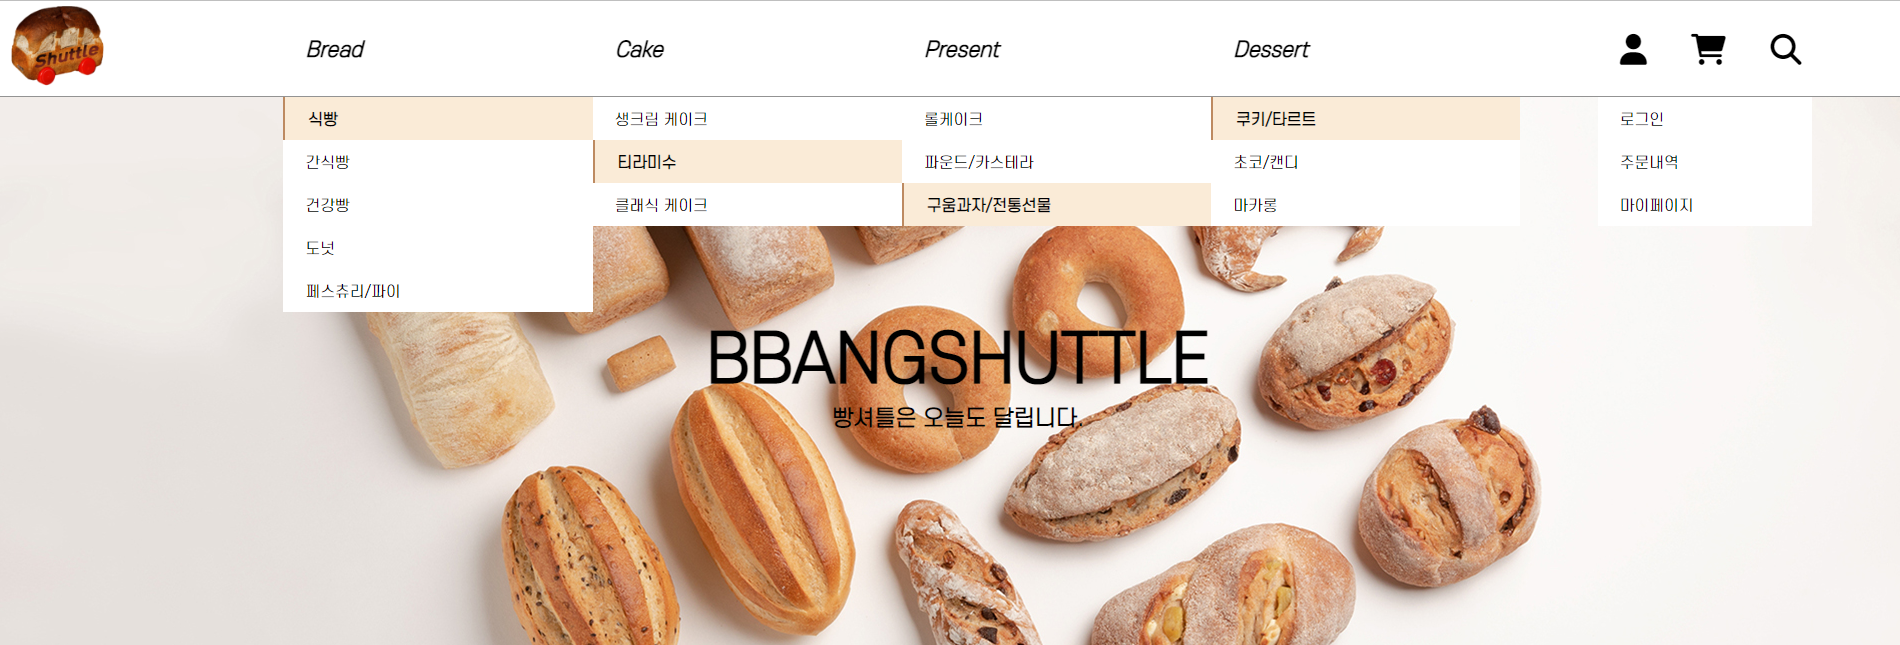 Shuttle
Bread
Cake
Present
Dessert
식빵
간식빵
건강빵
도넛
페스츄리/파이
생크림 케이크
티라미수
클래식 케이크
롤케이크
파운드/카스테라
구움과자/전통선물
쿠키/타르트
초코/캔디
마카롱
로그인
주문내역
마이페이지
BBANGSHUTTLE
빵셔틀은 오늘도 달립니다.